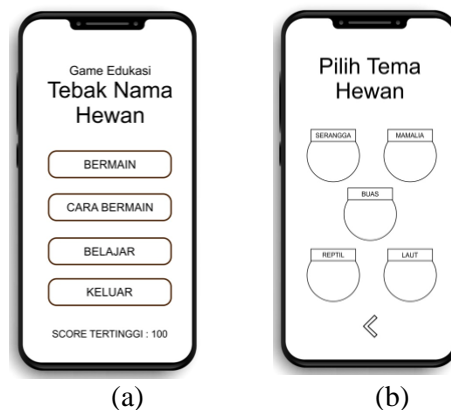 Game Edukasi
Tebak Nama
Hewan
BERMAIN
CARA BERMAIN
BELAJAR
KELUAR
SCORE TERTINGGI : 100
(a)
Pilih Tema
Hewan
SERANGGA
MAMALIA
BUAS
REPTIL
LAUT
(b)